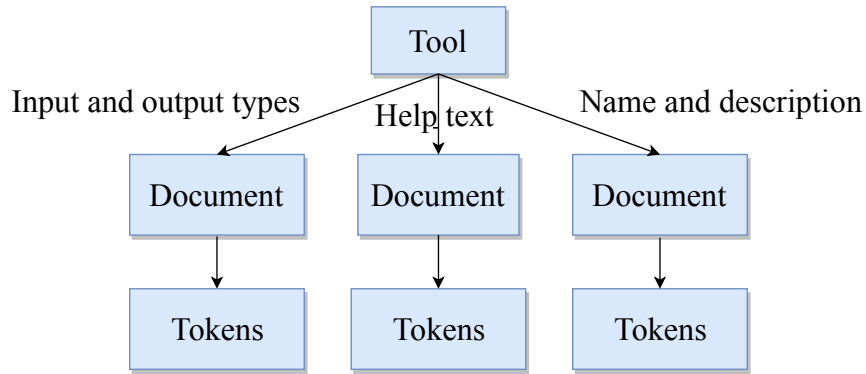 Tool
Input and output types
Help text
Name and description
Document
Document
Document
Tokens
Tokens
Tokens